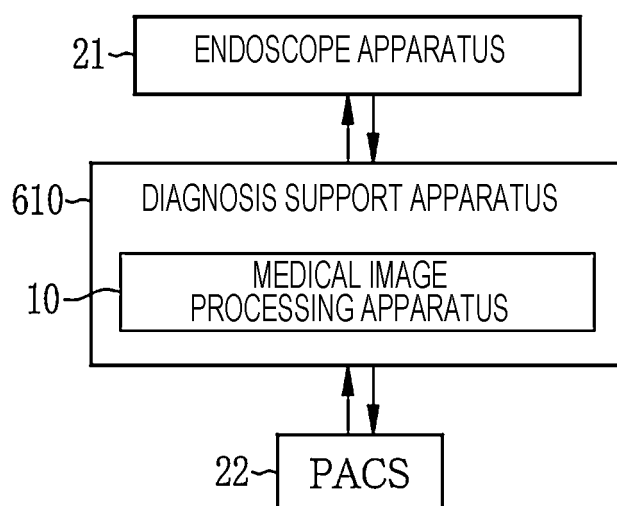 21 ENDOSCOPE APPARATUS
610 DIAGNOSIS SUPPORT APPARATUS
MEDICAL IMAGE
10 PROCESSING APPARATUS
22 PACS